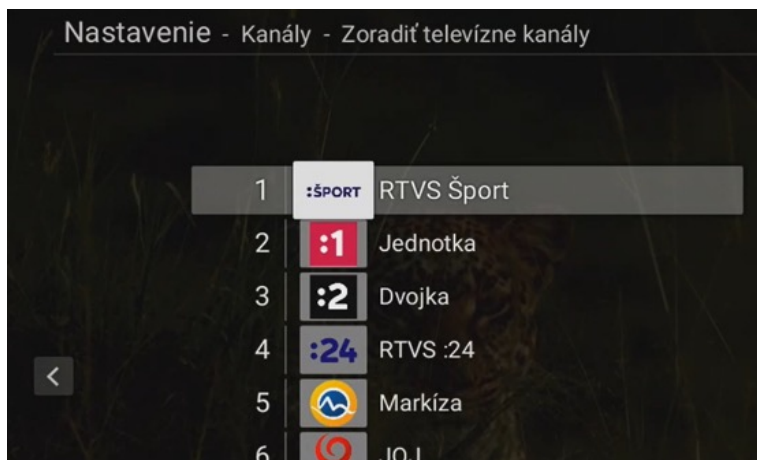 Nastavenie - Kanály - Zoradiť televízne kanály
1 :ŠPORT RTVS Šport
2 :1 Jednotka
3 :2 Dvojka
4 :24 RTVS :24
5 Markíza
6 JOJ